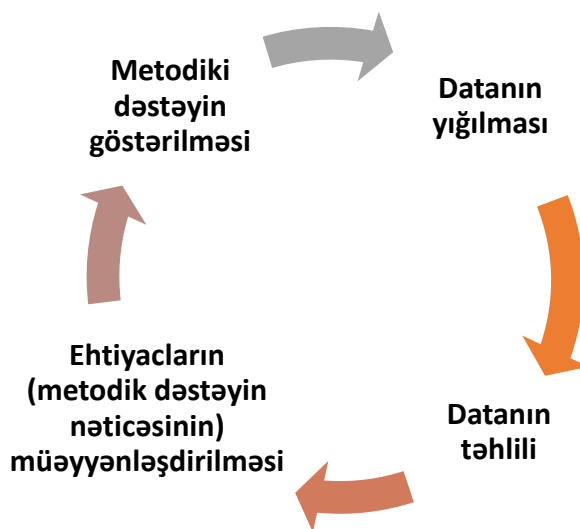 Metodiki
dəstəyin
göstərilməsi
Datanın
yığılması
Datanın
təhlili
Ehtiyacların
(metodik dəstəyin
nəticəsinin)
müəyyənləşdirilməsi